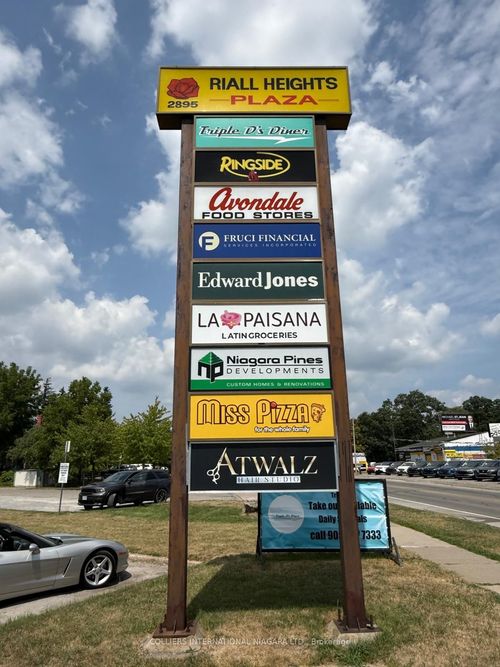 RIALL HEIGHTS
2895 PLAZA
Triple D's Diner
RINGSIDE
Avondale
FOOD STORES
F FRUCI FINANCIAL
SERVICES INCORPORATED
Edward Jones
LA PAISANA
LATIN GROCERIES
Niagara Pines
DEVELOPMENTS
CUSTOM HOMES & RENOVATIONS
MISS PIZZA
for the whole family
ATWALZ
HAIR STUDIO
Take ou
Daily
call 90 7333
COLLIERS INTERNATIONAL NIAGARA LTD., Brokerage